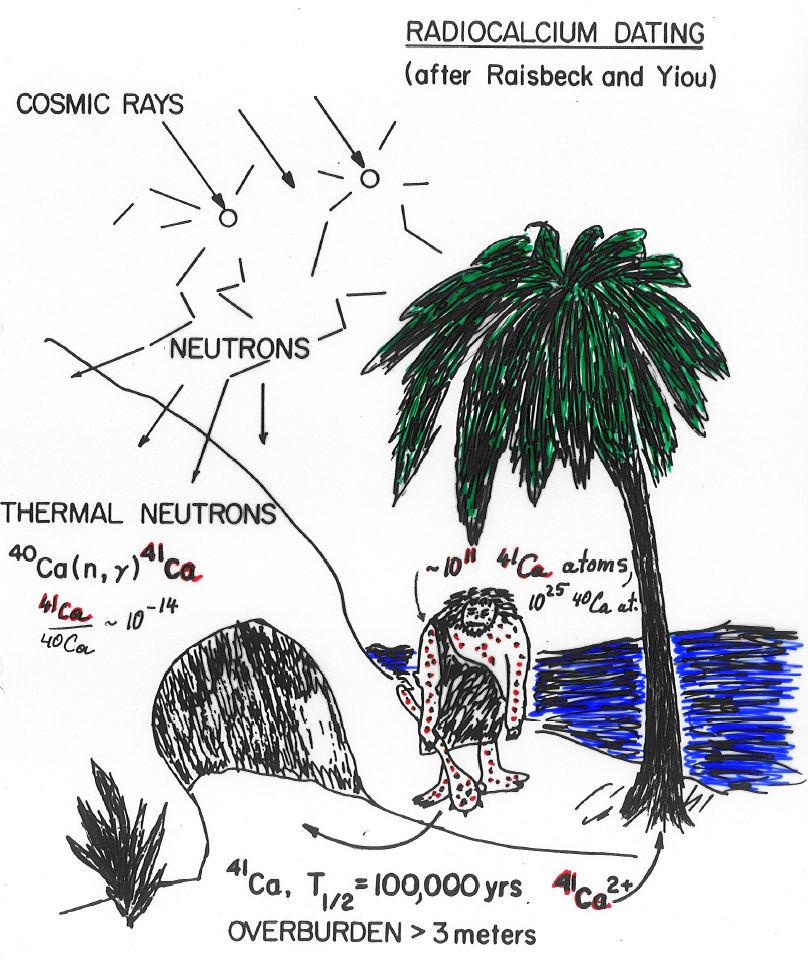 RADIOCALCIUM DATING
(after Raisbeck and Yiou)
COSMIC RAYS
NEUTRONS
THERMAL NEUTRONS
⁴⁰Ca(n,γ)⁴¹Ca
⁴¹Ca/⁴⁰Ca ~ 10⁻¹⁴
~10¹¹ ⁴¹Ca atoms,
10²⁵ ⁴⁰Ca at.
⁴¹Ca, T₁/₂=100,000 yrs
⁴¹Ca²⁺
OVERBURDEN > 3 meters